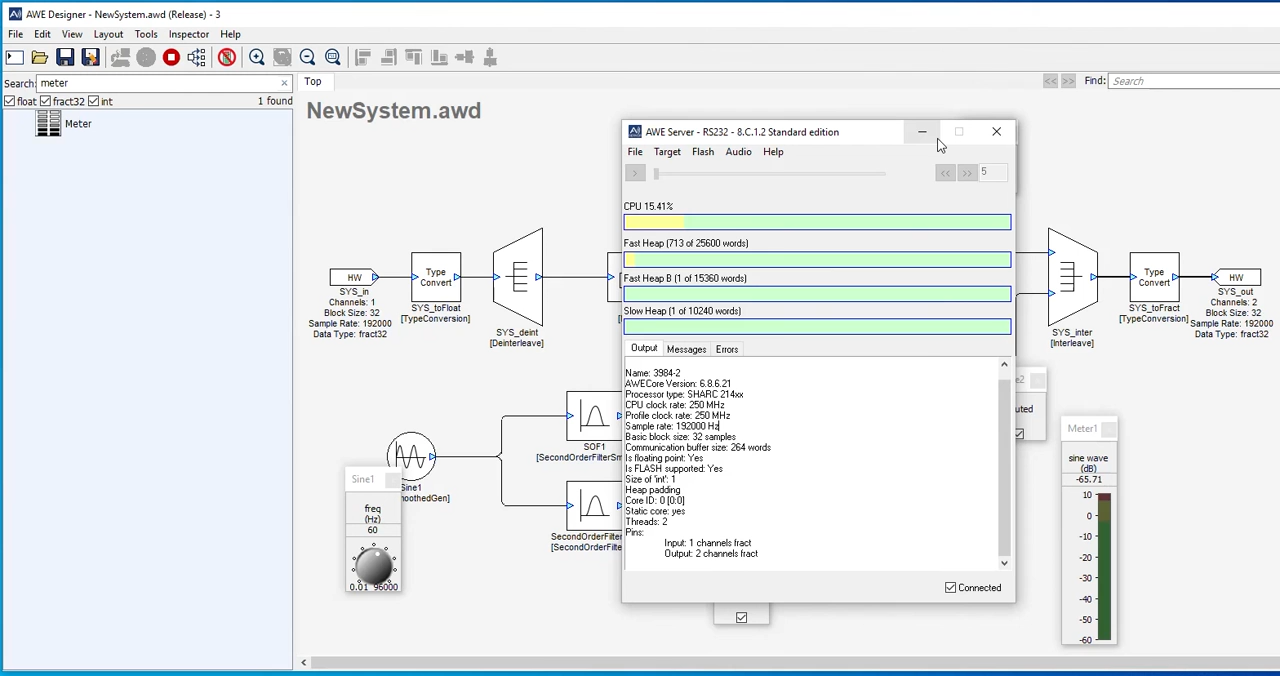 AWE Designer - NewSystem.awd (Release) - 3
File Edit View Layout Tools Inspector Help
Search: meter
float fract32 int 1 found
Meter
Top
Find: Search
NewSystem.awd
AWE Server - RS232 - 8.C.1.2 Standard edition
File Target Flash Audio Help
5
CPU 15.41%
Fast Heap (713 of 25600 words)
Fast Heap B (1 of 15360 words)
Slow Heap (1 of 10240 words)
Output Messages Errors
Name: 3984-2
AWECore Version: 6.8.6.21
Processor type: SHARC 214xx
CPU clock rate: 250 MHz
Profile clock rate: 250 MHz
Sample rate: 192000 Hz
Basic block size: 32 samples
Communication buffer size: 264 words
Is floating point: Yes
Is FLASH supported: Yes
Size of 'int': 1
Heap padding
Core ID: 0 [0:0]
Static core: yes
Threads: 2
Pins:
Input: 1 channels fract
Output: 2 channels fract
Connected
HW
SYS_in
Channels: 1
Block Size: 32
Sample Rate: 192000
Data Type: fract32
Type
Convert
SYS_toFloat
[TypeConversion]
SYS_deint
[Deinterleave]
SYS_inter
[Interleave]
Type
Convert
SYS_toFract
[TypeConversion]
HW
SYS_out
Channels: 2
Block Size: 32
Sample Rate: 192000
Data Type: fract32
SOF1
[SecondOrderFilterSm
SecondOrderFilter
[SecondOrderFilter
Sine1
moothedGen]
Sine1
freq
(Hz)
60
0.01 96000
e2
uted
Meter1
sine wave
(dB)
-65.71
10
0
-10
-20
-30
-40
-50
-60